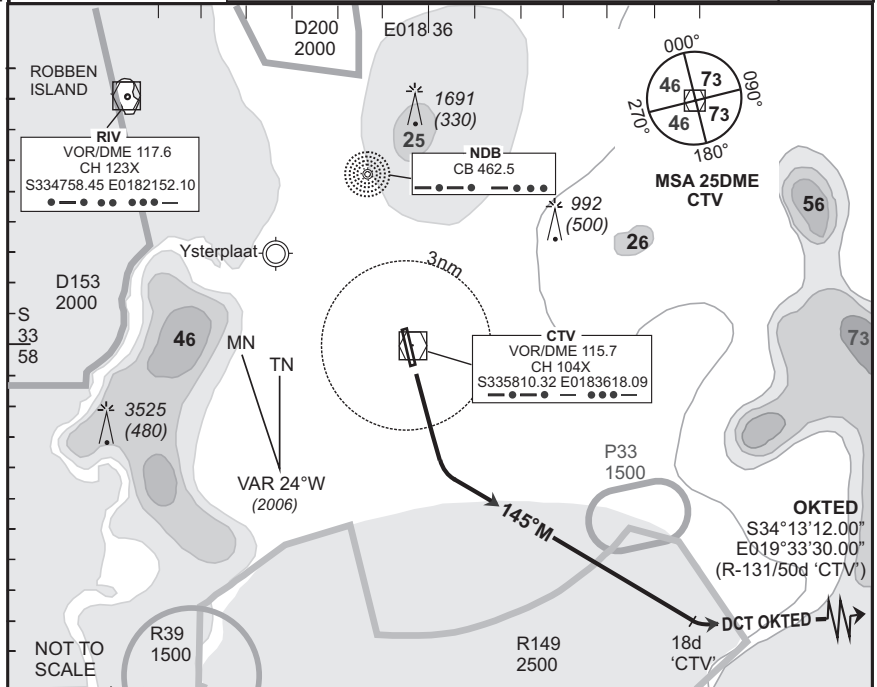 D200
2000
E018 36
ROBBEN
ISLAND
RIV
VOR/DME 117.6
CH 123X
S334758.45 E0182152.10
1691
(330)
25
NDB
CB 462.5
000°
090°
180°
270°
46
73
46
73
MSA 25DME
CTV
992
(500)
26
56
Ysterplaat
3nm
D153
2000
S
33
58
46
MN
TN
CTV
VOR/DME 115.7
CH 104X
S335810.32 E0183618.09
73
3525
(480)
VAR 24°W
(2006)
P33
1500
145°M
OKTED
S34°13'12.00"
E019°33'30.00"
(R-131/50d 'CTV')
DCT OKTED
18d
'CTV'
R39
1500
R149
2500
NOT TO
SCALE